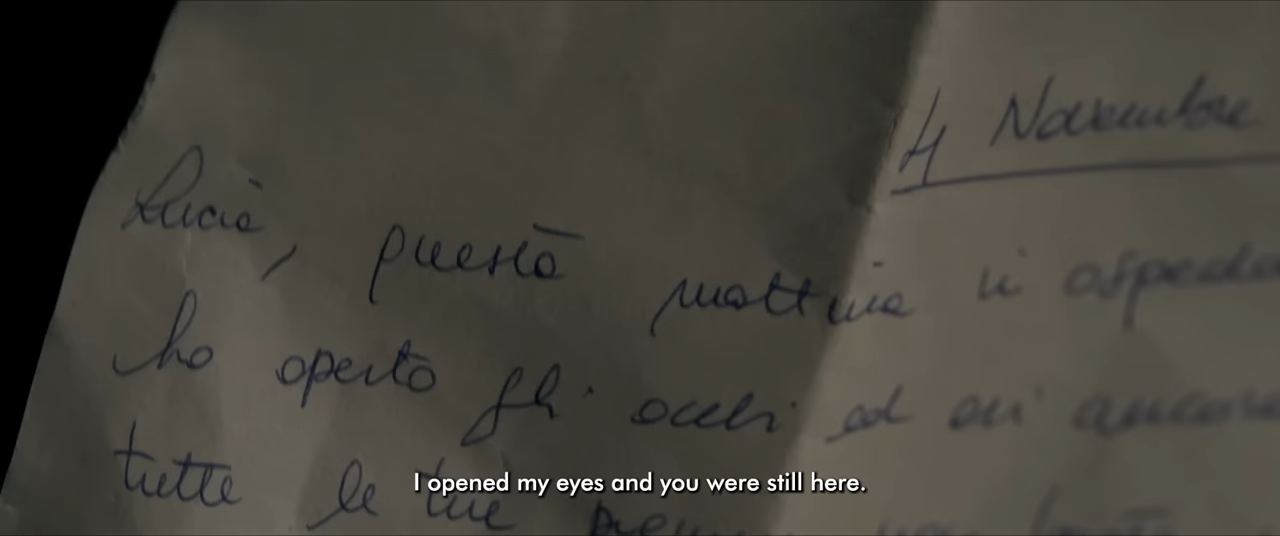 4 Novembre
Lucia, questa mattina in ospedale
ho aperto gli occhi ed eri ancora
tutte le tue
I opened my eyes and you were still here.